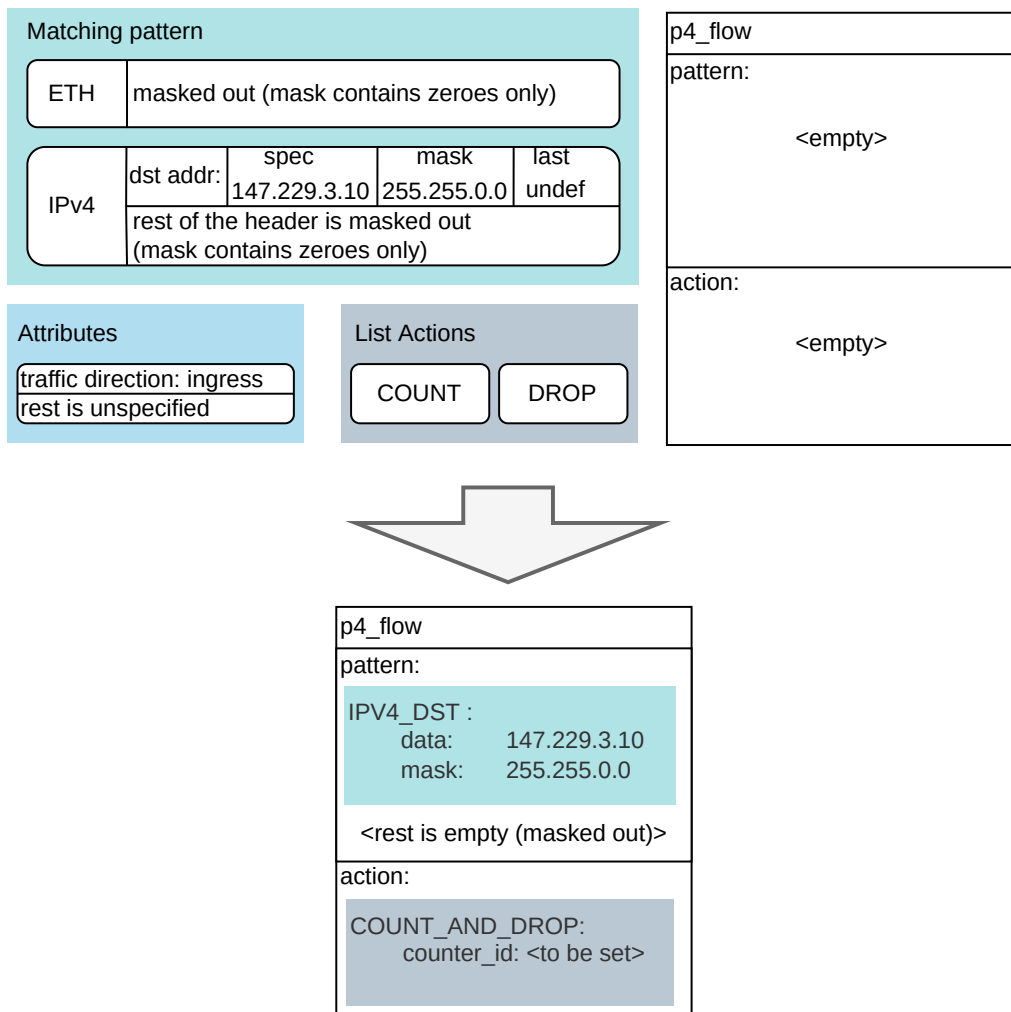 Matching pattern
ETH
masked out (mask contains zeroes only)
IPv4
dst addr:
spec
147.229.3.10
mask
255.255.0.0
last
undef
rest of the header is masked out
(mask contains zeroes only)
Attributes
traffic direction: ingress
rest is unspecified
List Actions
COUNT
DROP
p4_flow
pattern:
<empty>
action:
<empty>
p4_flow
pattern:
IPV4_DST :
data: 147.229.3.10
mask: 255.255.0.0
<rest is empty (masked out)>
action:
COUNT_AND_DROP:
counter_id: <to be set>